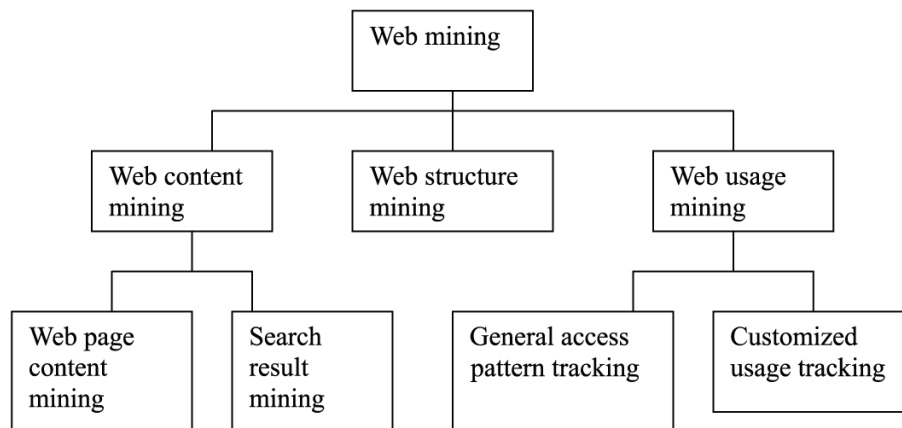 Web mining
Web content
mining
Web structure
mining
Web usage
mining
Web page
content
mining
Search
result
mining
General access
pattern tracking
Customized
usage tracking